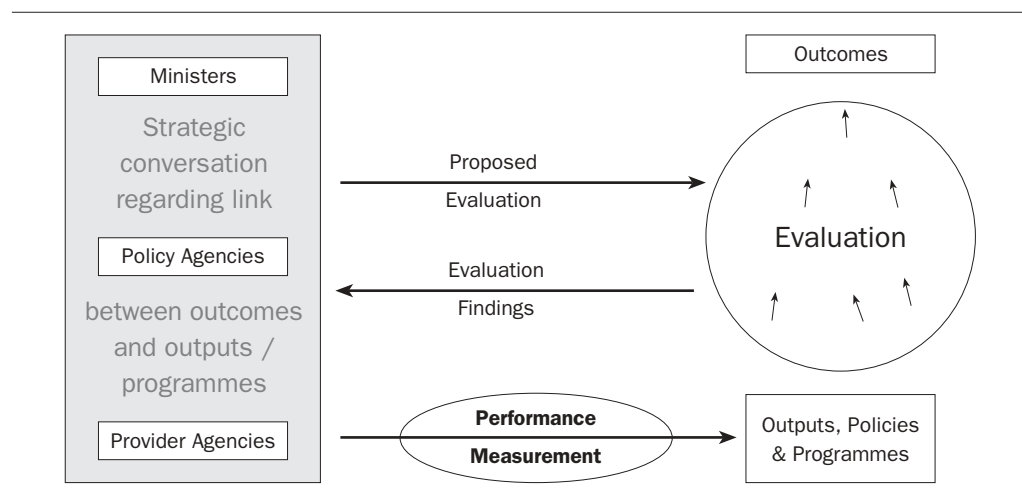 Ministers
Strategic
conversation
regarding link
Policy Agencies
between outcomes
and outputs /
programmes
Provider Agencies
Proposed
Evaluation
Evaluation
Findings
Performance
Measurement
Outcomes
Evaluation
Outputs, Policies
& Programmes